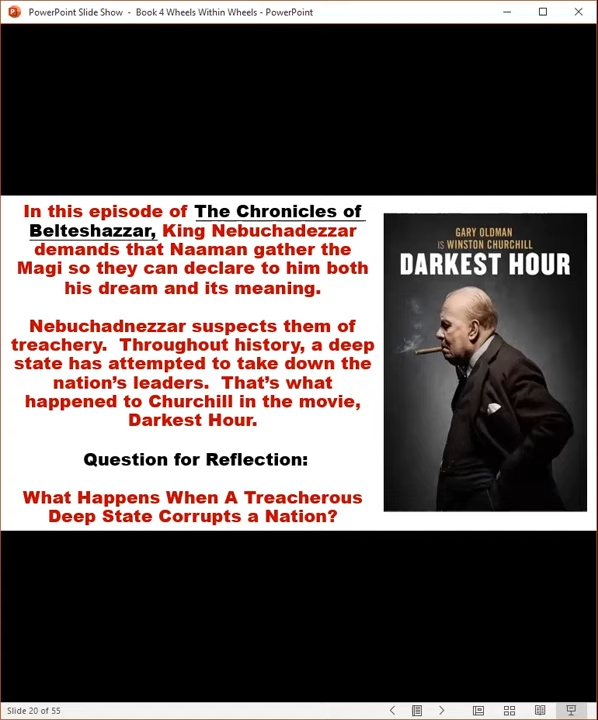 PowerPoint Slide Show - Book 4 Wheels Within Wheels - PowerPoint
In this episode of The Chronicles of
Belteshazzar, King Nebuchadezzar
demands that Naaman gather the
Magi so they can declare to him both
his dream and its meaning.
Nebuchadnezzar suspects them of
treachery. Throughout history, a deep
state has attempted to take down the
nation's leaders. That's what
happened to Churchill in the movie,
Darkest Hour.
Question for Reflection:
What Happens When A Treacherous
Deep State Corrupts a Nation?
GARY OLDMAN
IS WINSTON CHURCHILL
DARKEST HOUR
Slide 20 of 55